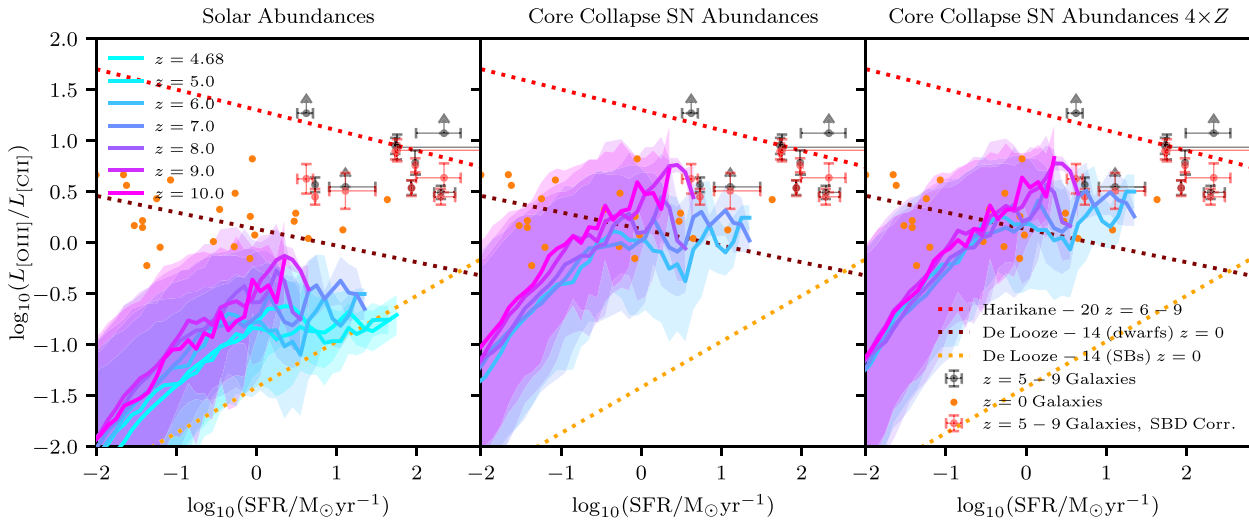 Solar Abundances
Core Collapse SN Abundances
Core Collapse SN Abundances 4×Z
log₁₀(L[OIII]/L[CII])
2.0
1.5
1.0
0.5
0.0
−0.5
−1.0
−1.5
−2.0
z = 4.68
z = 5.0
z = 6.0
z = 7.0
z = 8.0
z = 9.0
z = 10.0
Harikane − 20 z = 6 − 9
De Looze − 14 (dwarfs) z = 0
De Looze − 14 (SBs) z = 0
z = 5 − 9 Galaxies
z = 0 Galaxies
z = 5 − 9 Galaxies, SBD Corr.
−2 −1 0 1 2
−2 −1 0 1 2
−2 −1 0 1 2
log₁₀(SFR/M⊙yr⁻¹)
log₁₀(SFR/M⊙yr⁻¹)
log₁₀(SFR/M⊙yr⁻¹)